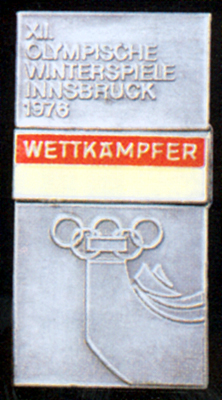 XII.
OLYMPISCHE
WINTERSPIELE
INNSBRUCK
1976
WETTKÄMPFER